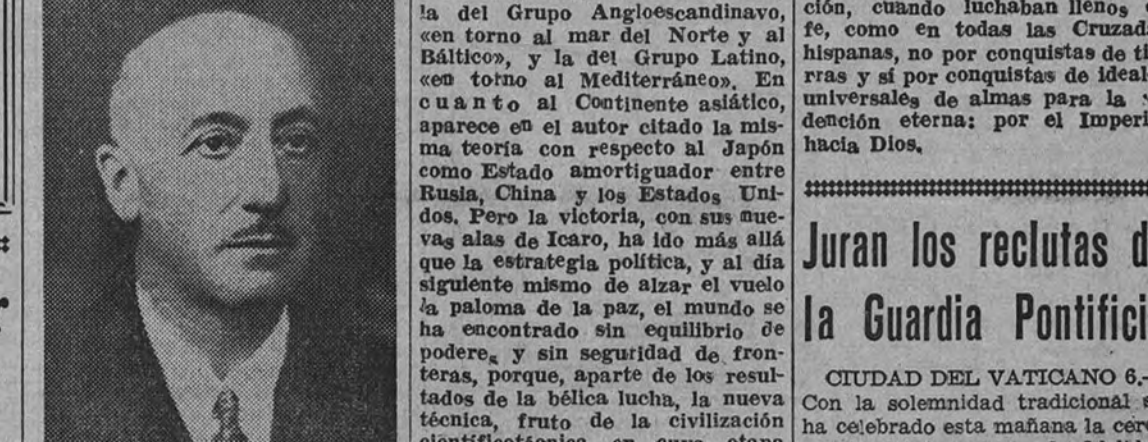 la del Grupo Angloescandinavo,
«en torno al mar del Norte y al
Báltico», y la del Grupo Latino,
«en torno al Mediterráneo». En
cuanto al Continente asiático,
aparece en el autor citado la mis-
ma teoría con respecto al Japón
como Estado amortiguador entre
Rusia, China y los Estados Uni-
dos. Pero la victoria, con sus nue-
vas alas de Icaro, ha ido más allá
que la estrategia política, y al día
siguiente mismo de alzar el vuelo
la paloma de la paz, el mundo se
ha encontrado sin equilibrio de
poderes y sin seguridad de fron-
teras, porque, aparte de los resul-
tados de la bélica lucha, la nueva
técnica, fruto de la civilización
ción, cuando luchaban llenos
fe, como en todas las Cruzad
hispanas, no por conquistas de ti
rras y sí por conquistas de ideal
universales de almas para la
dención eterna: por el Imperi
hacia Dios.
Juran los reclutas d
la Guardia Pontifici
CIUDAD DEL VATICANO 6.-
Con la solemnidad tradicional s
ha celebrado esta mañana la cere